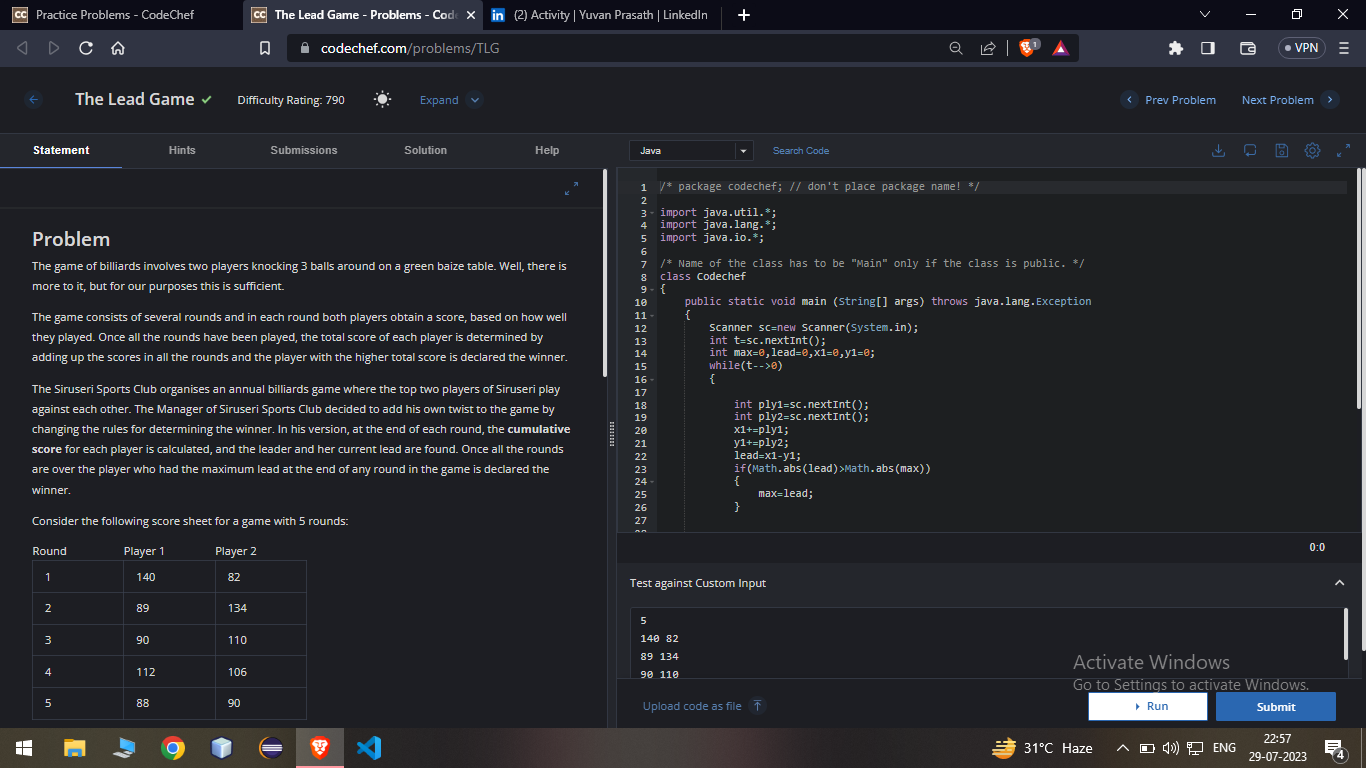 Practice Problems - CodeChef
The Lead Game - Problems - Cod
(2) Activity | Yuvan Prasath | LinkedIn
codechef.com/problems/TLG
1
VPN
The Lead Game
Difficulty Rating: 790
Expand
Prev Problem
Next Problem
Statement
Hints
Submissions
Solution
Help
Java
Search Code
Problem
The game of billiards involves two players knocking 3 balls around on a green baize table. Well, there is
more to it, but for our purposes this is sufficient.
The game consists of several rounds and in each round both players obtain a score, based on how well
they played. Once all the rounds have been played, the total score of each player is determined by
adding up the scores in all the rounds and the player with the higher total score is declared the winner.
The Siruseri Sports Club organises an annual billiards game where the top two players of Siruseri play
against each other. The Manager of Siruseri Sports Club decided to add his own twist to the game by
changing the rules for determining the winner. In his version, at the end of each round, the cumulative
score for each player is calculated, and the leader and her current lead are found. Once all the rounds
are over the player who had the maximum lead at the end of any round in the game is declared the
winner.
Consider the following score sheet for a game with 5 rounds:
Round Player 1 Player 2
1 140 82
2 89 134
3 90 110
4 112 106
5 88 90
1 /* package codechef; // don't place package name! */
2
3 import java.util.*;
4 import java.lang.*;
5 import java.io.*;
6
7 /* Name of the class has to be "Main" only if the class is public. */
8 class Codechef
9 {
10 public static void main (String[] args) throws java.lang.Exception
11 {
12 Scanner sc=new Scanner(System.in);
13 int t=sc.nextInt();
14 int max=0,lead=0,x1=0,y1=0;
15 while(t-->0)
16 {
17
18 int ply1=sc.nextInt();
19 int ply2=sc.nextInt();
20 x1+=ply1;
21 y1+=ply2;
22 lead=x1-y1;
23 if(Math.abs(lead)>Math.abs(max))
24 {
25 max=lead;
26 }
27
0:0
Test against Custom Input
5
140 82
89 134
90 110
Activate Windows
Go to Settings to activate Windows.
Upload code as file
Run
Submit
31°C Haze
ENG
22:57
29-07-2023
4